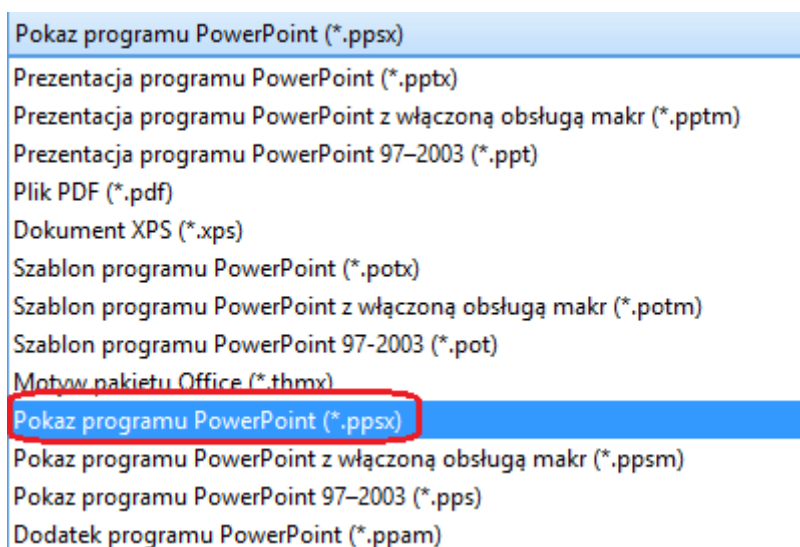 Pokaz programu PowerPoint (*.ppsx)
Prezentacja programu PowerPoint (*.pptx)
Prezentacja programu PowerPoint z włączoną obsługą makr (*.pptm)
Prezentacja programu PowerPoint 97–2003 (*.ppt)
Plik PDF (*.pdf)
Dokument XPS (*.xps)
Szablon programu PowerPoint (*.potx)
Szablon programu PowerPoint z włączoną obsługą makr (*.potm)
Szablon programu PowerPoint 97-2003 (*.pot)
Motyw pakietu Office (*.thmx)
Pokaz programu PowerPoint (*.ppsx)
Pokaz programu PowerPoint z włączoną obsługą makr (*.ppsm)
Pokaz programu PowerPoint 97–2003 (*.pps)
Dodatek programu PowerPoint (*.ppam)